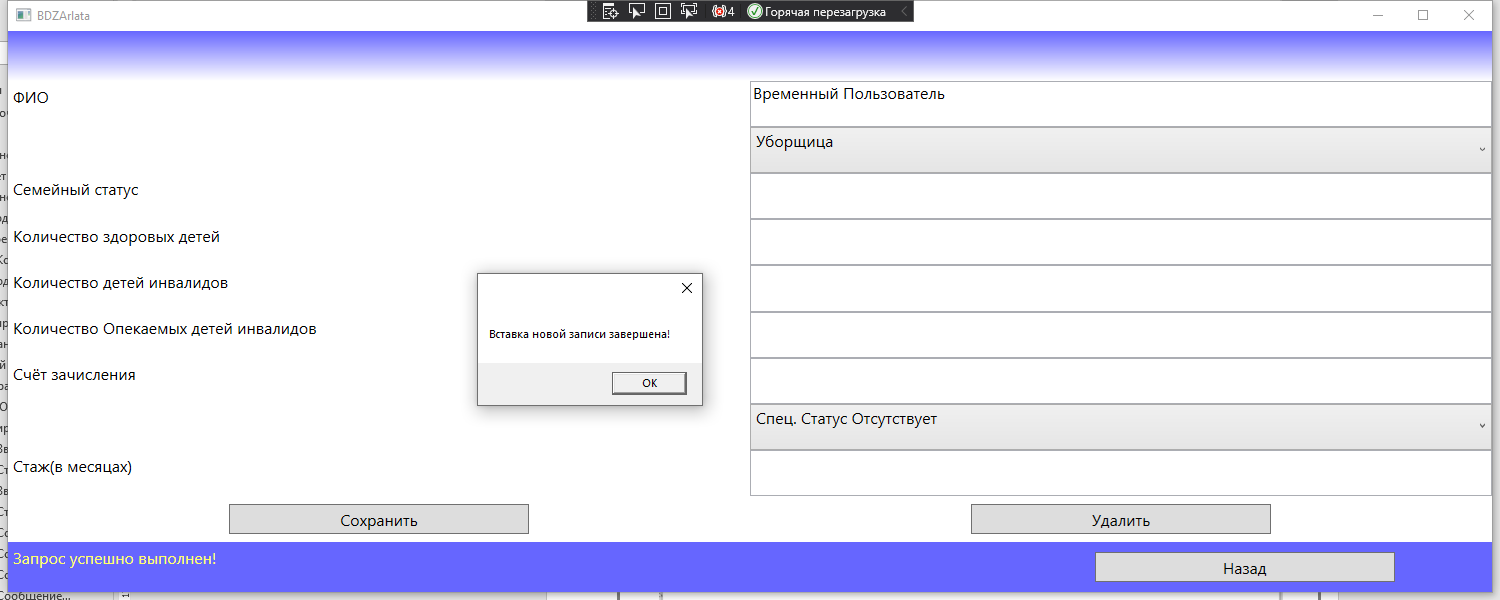 BDZArlata
4 Горячая перезагрузка
ФИО
Временный Пользователь
Уборщица
Семейный статус
Количество здоровых детей
Количество детей инвалидов
Количество Опекаемых детей инвалидов
Счёт зачисления
Вставка новой записи завершена!
OK
Спец. Статус Отсутствует
Стаж(в месяцах)
Сохранить
Удалить
Запрос успешно выполнен!
Назад
Сообщение...